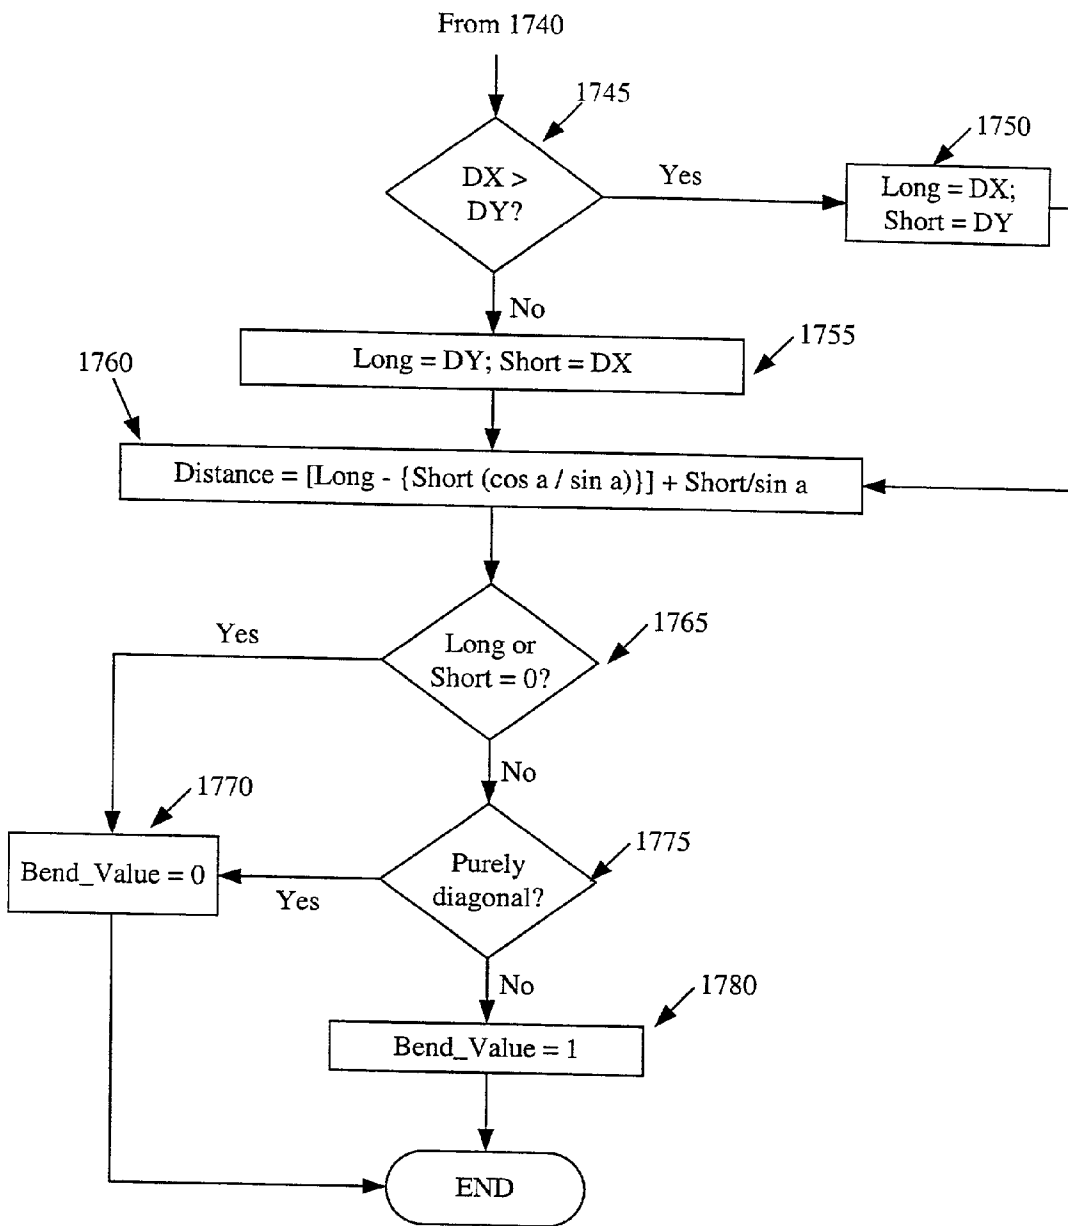 From 1740
1745
DX >
DY?
Yes
1750
Long = DX;
Short = DY
No
1755
Long = DY; Short = DX
1760
Distance = [Long - {Short (cos a / sin a)}] + Short/sin a
1765
Long or
Short = 0?
Yes
No
1770
Bend_Value = 0
1775
Purely
diagonal?
Yes
No
1780
Bend_Value = 1
END